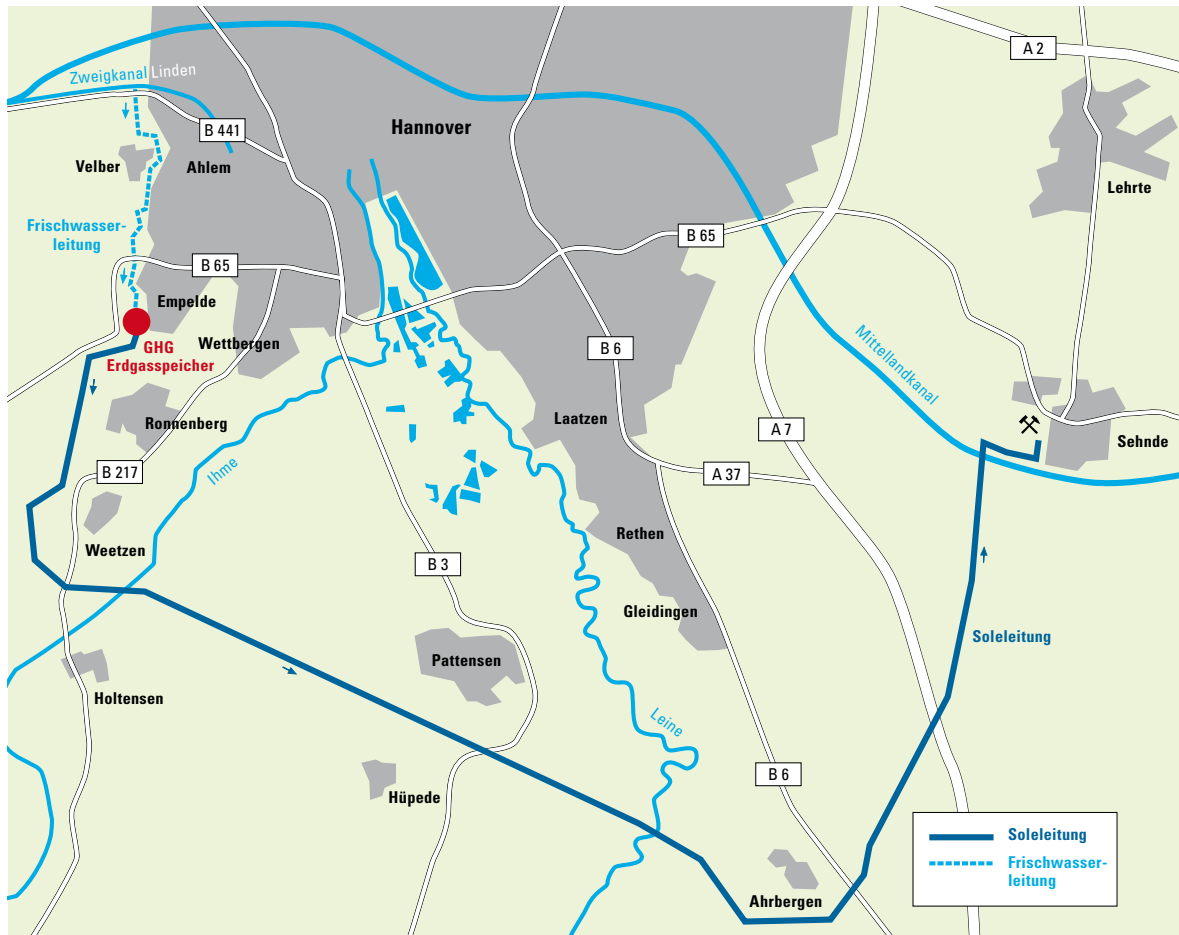 A 2
Zweigkanal Linden
B 441
Hannover
Velber
Ahlem
Lehrte
Frischwasser-
leitung
B 65
B 65
Empelde
GHG
Erdgasspeicher
Wettbergen
B 6
Mittellandkanal
Ronnenberg
Laatzen
A 7
Sehnde
Ihme
B 217
A 37
Weetzen
Rethen
B 3
Gleidingen
Soleleitung
Pattensen
Holtensen
Leine
B 6
Hüpede
Ahrbergen
Soleleitung
Frischwasser-
leitung